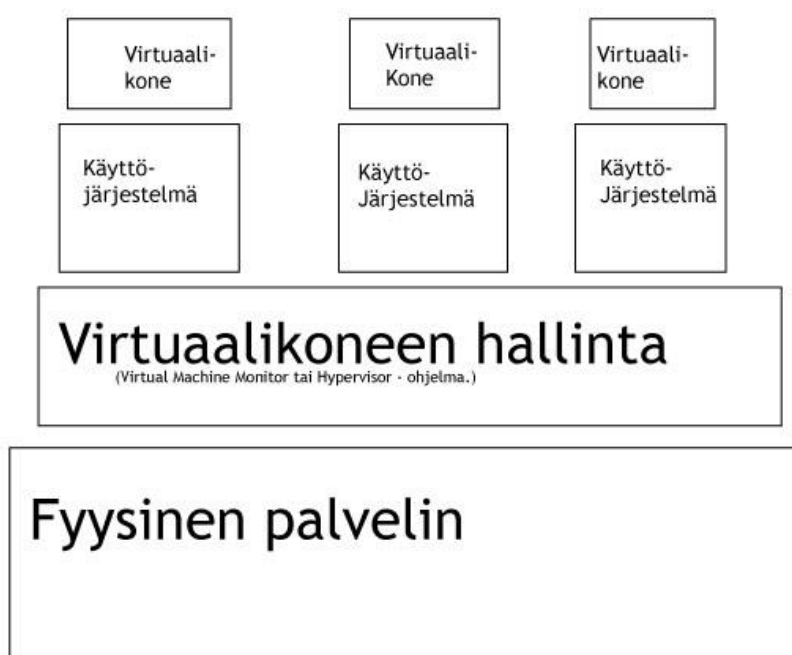 Virtuaali-
kone
Virtuaali-
Kone
Virtuaali-
kone
Käyttö-
järjestelmä
Käyttö-
Järjestelmä
Käyttö-
Järjestelmä
Virtuaalikoneen hallinta
(Virtual Machine Monitor tai Hypervisor - ohjelma.)
Fyysinen palvelin